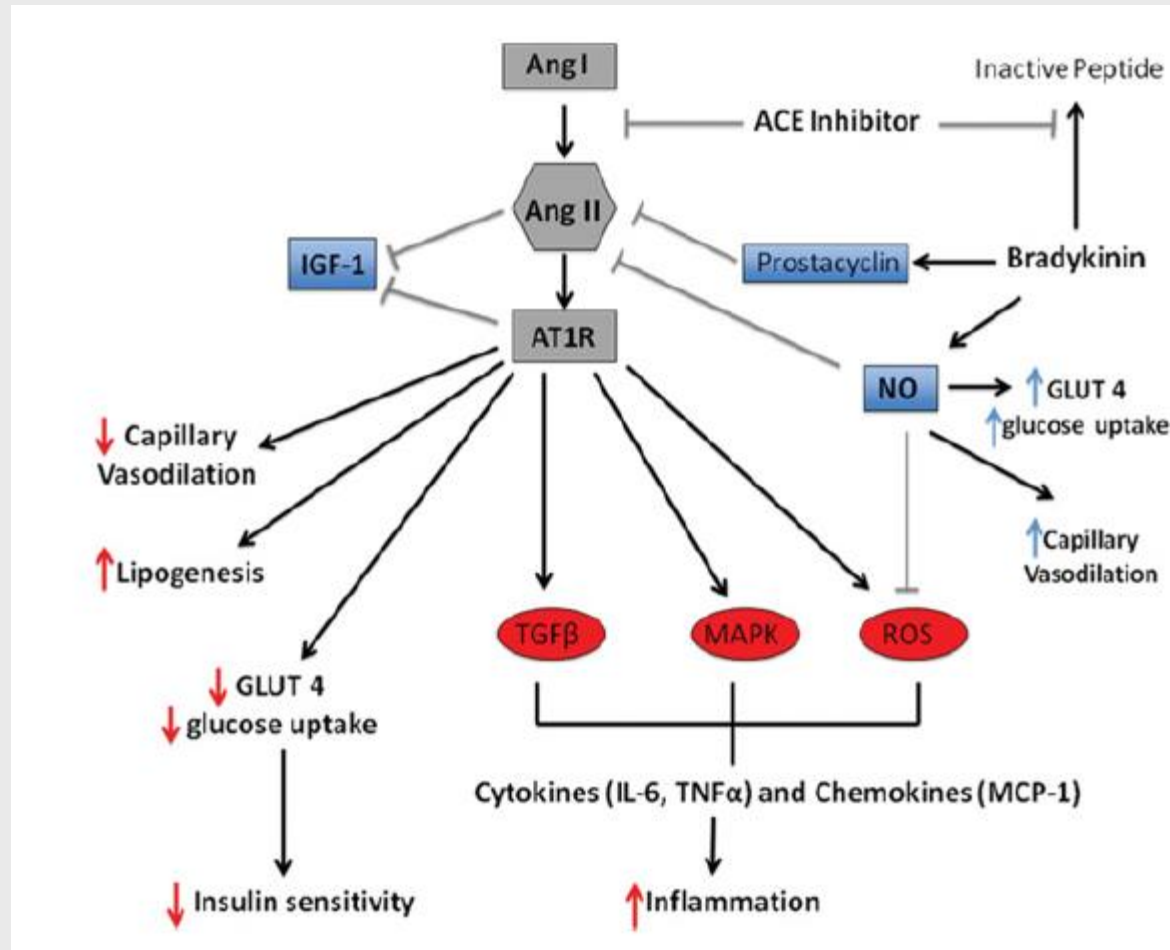 Ang I
Inactive Peptide
ACE Inhibitor
Ang II
IGF-1
Prostacyclin
Bradykinin
AT1R
NO
GLUT 4
glucose uptake
Capillary
Vasodilation
Capillary
Vasodilation
Lipogenesis
TGFβ
MAPK
ROS
GLUT 4
glucose uptake
Cytokines (IL-6, TNFα) and Chemokines (MCP-1)
Insulin sensitivity
Inflammation